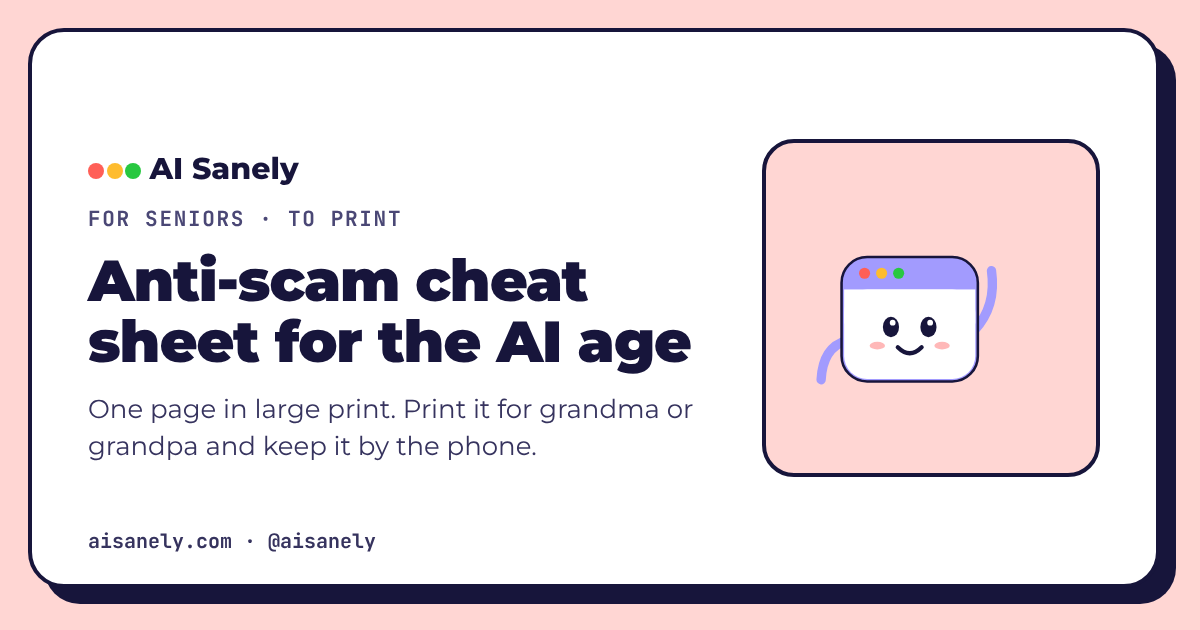 AI Sanely
FOR SENIORS · TO PRINT
Anti-scam cheat
sheet for the AI age
One page in large print. Print it for grandma or
grandpa and keep it by the phone.
aisanely.com · @aisanely